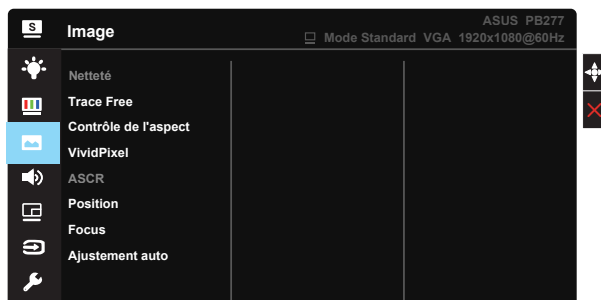 S
Image
ASUS PB277
Mode Standard VGA 1920x1080@60Hz
Netteté
Trace Free
Contrôle de l'aspect
VividPixel
ASCR
Position
Focus
Ajustement auto